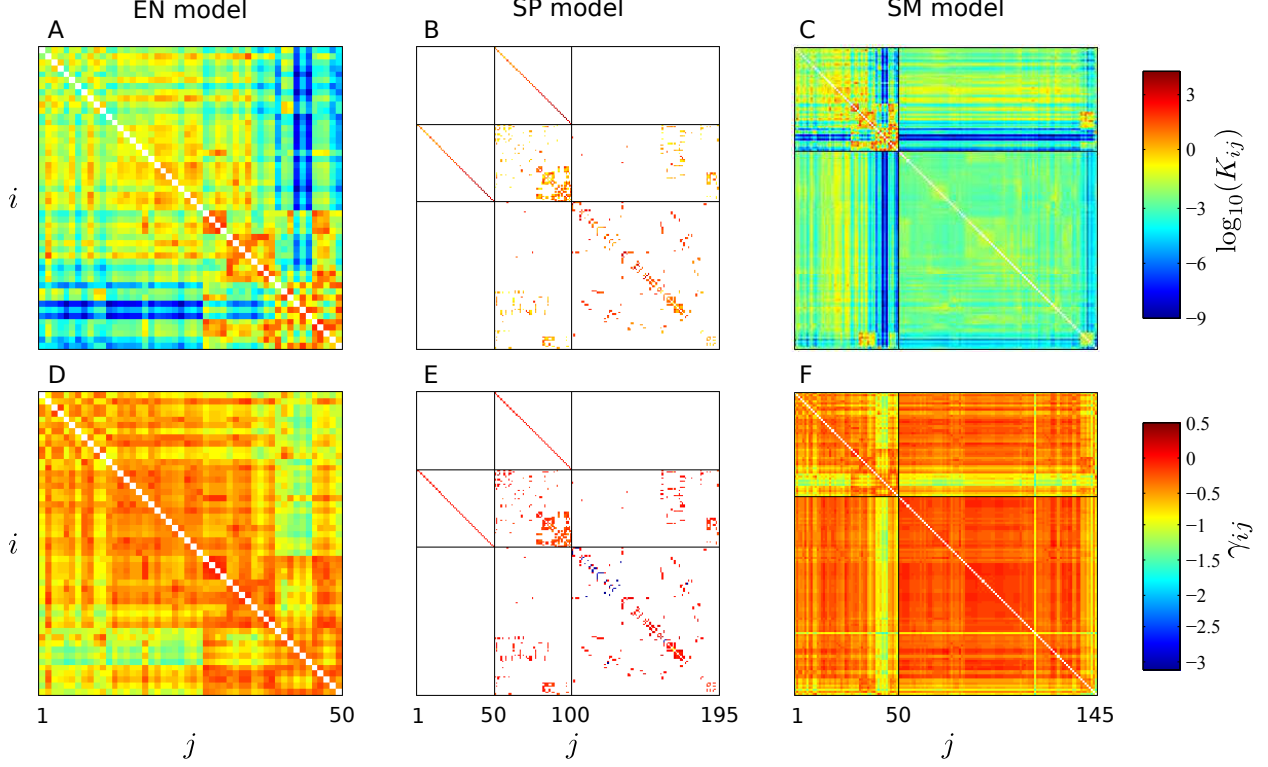 EN model SP model SM model
A B C
i
3
0
−3
−6
−9
log₁₀(Kᵢⱼ)
D E F
i
0.5
0
−0.5
−1
−1.5
−2
−2.5
−3
γᵢⱼ
1 50 1 50 100 195 1 50 145
j j j